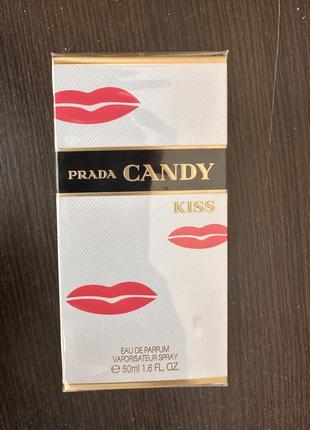 PRADA CANDY
KISS
EAU DE PARFUM
VAPORISATEUR SPRAY
℮ 50ml 1.6 FL. OZ.